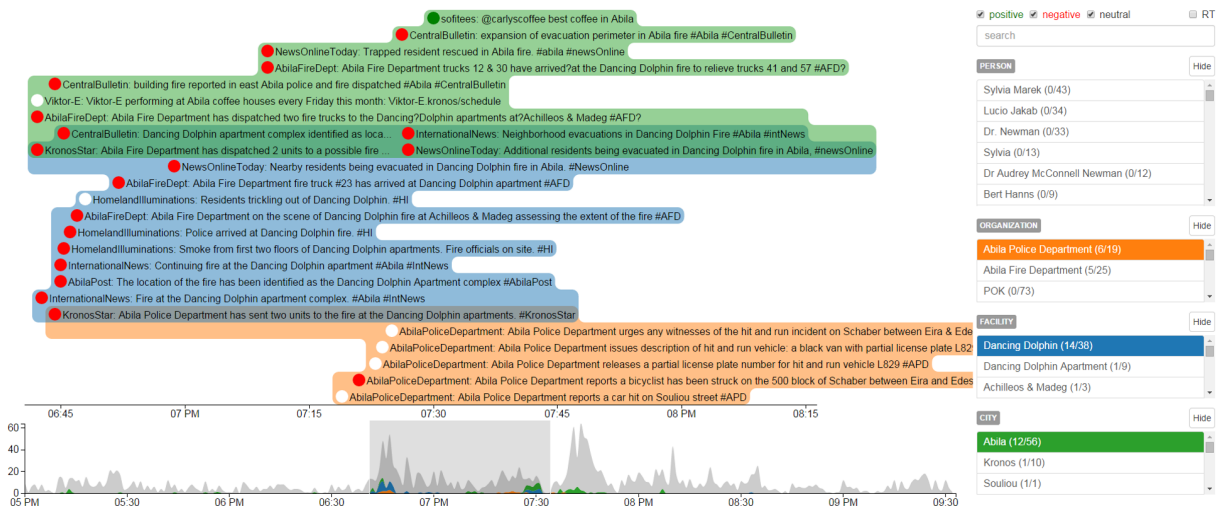 sofitees: @carlyscoffee best coffee in Abila
CentralBulletin: expansion of evacuation perimeter in Abila fire #Abila #CentralBulletin
NewsOnlineToday: Trapped resident rescued in Abila fire. #abila #newsOnline
AbilaFireDept: Abila Fire Department trucks 12 & 30 have arrived?at the Dancing Dolphin fire to relieve trucks 41 and 57 #AFD?
CentralBulletin: building fire reported in east Abila police and fire dispatched #Abila #CentralBulletin
Viktor-E: Viktor-E performing at Abila coffee houses every Friday this month: Viktor-E.kronos/schedule
AbilaFireDept: Abila Fire Department has dispatched two fire trucks to the Dancing?Dolphin apartments at?Achilleos & Madeg #AFD?
CentralBulletin: Dancing Dolphin apartment complex identified as loca... InternationalNews: Neighborhood evacuations in Dancing Dolphin Fire #Abila #intNews
KronosStar: Abila Fire Department has dispatched 2 units to a possible fire ... NewsOnlineToday: Additional residents being evacuated in Dancing Dolphin fire in Abila, #newsOnline
NewsOnlineToday: Nearby residents being evacuated in Dancing Dolphin fire in Abila. #NewsOnline
AbilaFireDept: Abila Fire Department fire truck #23 has arrived at Dancing Dolphin apartment #AFD
HomelandIlluminations: Residents trickling out of Dancing Dolphin. #HI
AbilaFireDept: Abila Fire Department on the scene of Dancing Dolphin fire at Achilleos & Madeg assessing the extent of the fire #AFD
HomelandIlluminations: Police arrived at Dancing Dolphin fire. #HI
HomelandIlluminations: Smoke from first two floors of Dancing Dolphin apartments. Fire officials on site. #HI
InternationalNews: Continuing fire at the Dancing Dolphin apartment #Abila #IntNews
AbilaPost: The location of the fire has been identified as the Dancing Dolphin Apartment complex #AbilaPost
InternationalNews: Fire at the Dancing Dolphin apartment complex. #Abila #IntNews
KronosStar: Abila Police Department has sent two units to the fire at the Dancing Dolphin apartments. #KronosStar
AbilaPoliceDepartment: Abila Police Department urges any witnesses of the hit and run incident on Schaber between Eira & Edes
AbilaPoliceDepartment: Abila Police Department issues description of hit and run vehicle: a black van with partial license plate L829
AbilaPoliceDepartment: Abila Police Department releases a partial license plate number for hit and run vehicle L829 #APD
AbilaPoliceDepartment: Abila Police Department reports a bicyclist has been struck on the 500 block of Schaber between Eira and Edes
AbilaPoliceDepartment: Abila Police Department reports a car hit on Souliou street #APD
06:45 07 PM 07:15 07:30 07:45 08 PM 08:15
60
40
20
0
05 PM 05:30 06 PM 06:30 07 PM 07:30 08 PM 08:30 09 PM 09:30
positive negative neutral RT
search
PERSON Hide
Sylvia Marek (0/43)
Lucio Jakab (0/34)
Dr. Newman (0/33)
Sylvia (0/13)
Dr Audrey McConnell Newman (0/12)
Bert Hanns (0/9)
ORGANIZATION Hide
Abila Police Department (6/19)
Abila Fire Department (5/25)
POK (0/73)
FACILITY Hide
Dancing Dolphin (14/38)
Dancing Dolphin Apartment (1/9)
Achilleos & Madeg (1/3)
CITY Hide
Abila (12/56)
Kronos (1/10)
Souliou (1/1)